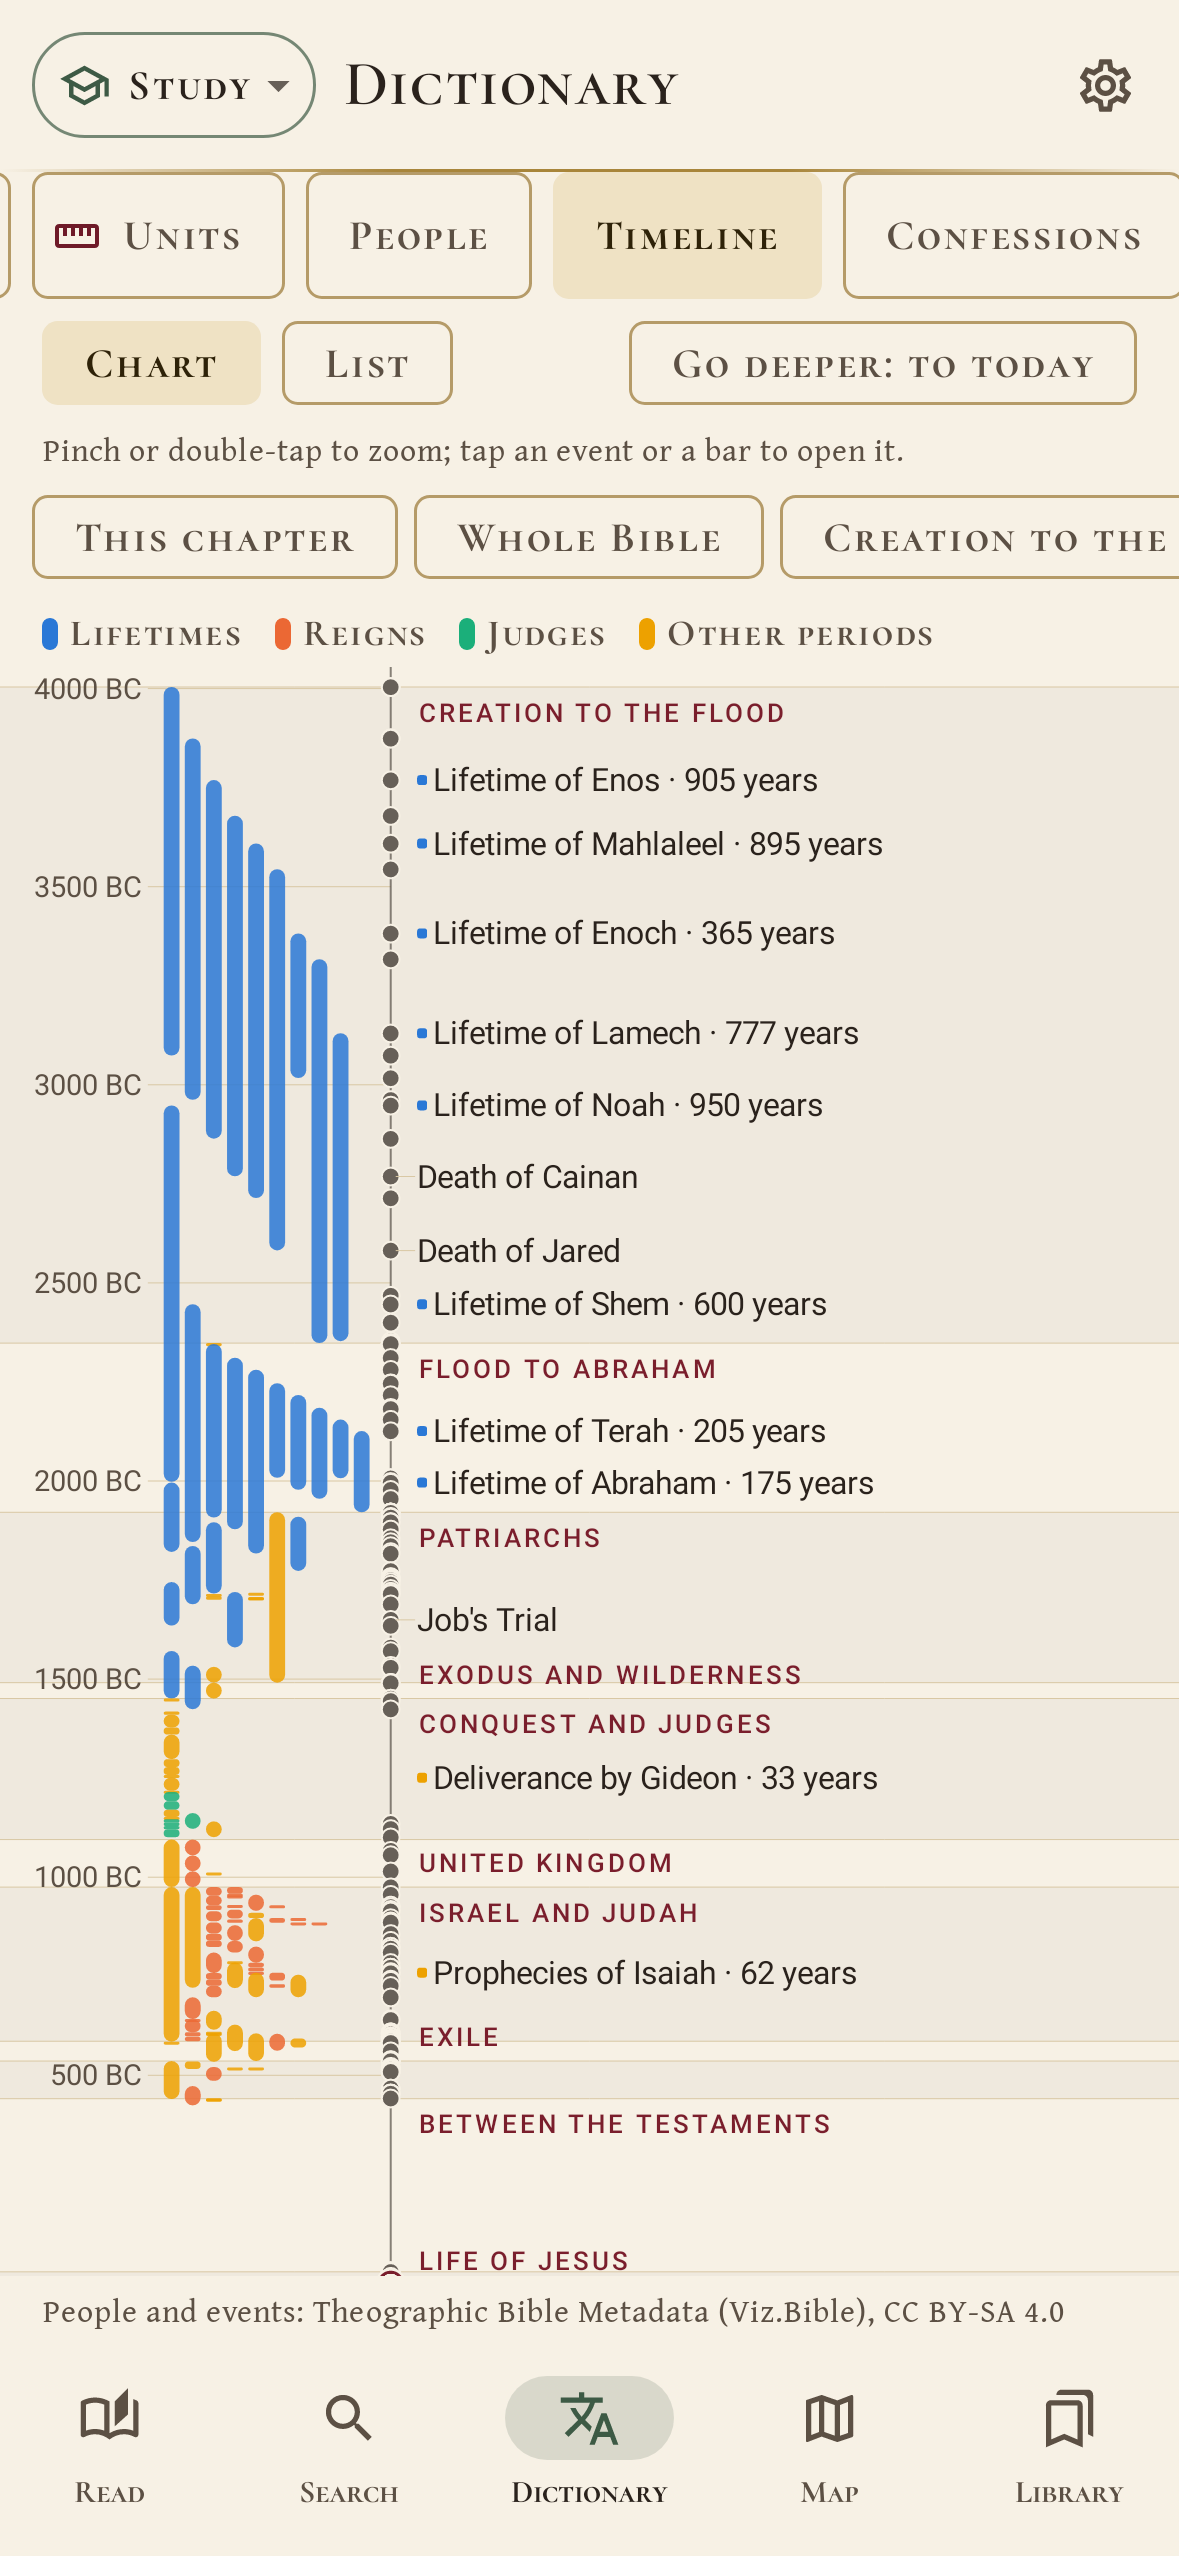 Study
Dictionary
Units
People
Timeline
Confessions
Chart
List
Go deeper: to today
Pinch or double-tap to zoom; tap an event or a bar to open it.
This chapter
Whole Bible
Creation to the
Lifetimes
Reigns
Judges
Other periods
4000 BC
CREATION TO THE FLOOD
Lifetime of Enos · 905 years
Lifetime of Mahlaleel · 895 years
3500 BC
Lifetime of Enoch · 365 years
Lifetime of Lamech · 777 years
3000 BC
Lifetime of Noah · 950 years
Death of Cainan
Death of Jared
2500 BC
Lifetime of Shem · 600 years
FLOOD TO ABRAHAM
Lifetime of Terah · 205 years
2000 BC
Lifetime of Abraham · 175 years
PATRIARCHS
Job's Trial
1500 BC
EXODUS AND WILDERNESS
CONQUEST AND JUDGES
Deliverance by Gideon · 33 years
UNITED KINGDOM
1000 BC
ISRAEL AND JUDAH
Prophecies of Isaiah · 62 years
EXILE
500 BC
BETWEEN THE TESTAMENTS
LIFE OF JESUS
People and events: Theographic Bible Metadata (Viz.Bible), CC BY-SA 4.0
Read
Search
Dictionary
Map
Library